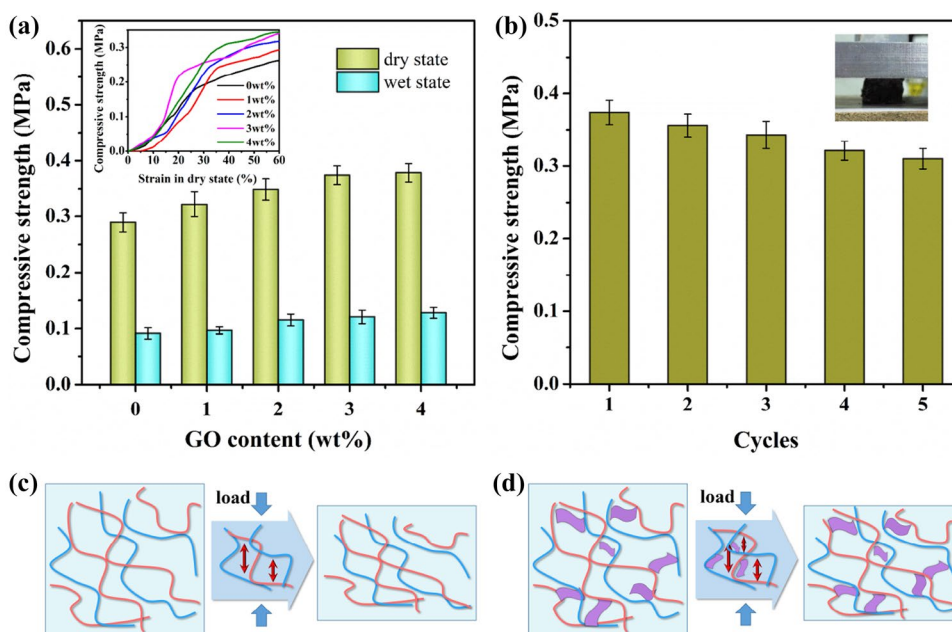 (a)
0.6
0.5
0.4
0.3
0.2
0.1
0.0
Compressive strength (MPa)
0.3
0.2
0.1
0.0
Compressive strength (MPa)
0wt%
1wt%
2wt%
3wt%
4wt%
0 10 20 30 40 50 60
Strain in dry state (%)
dry state
wet state
0 1 2 3 4
GO content (wt%)
(b)
0.5
0.4
0.3
0.2
0.1
0.0
Compressive strength (MPa)
1 2 3 4 5
Cycles
(c)
load
(d)
load